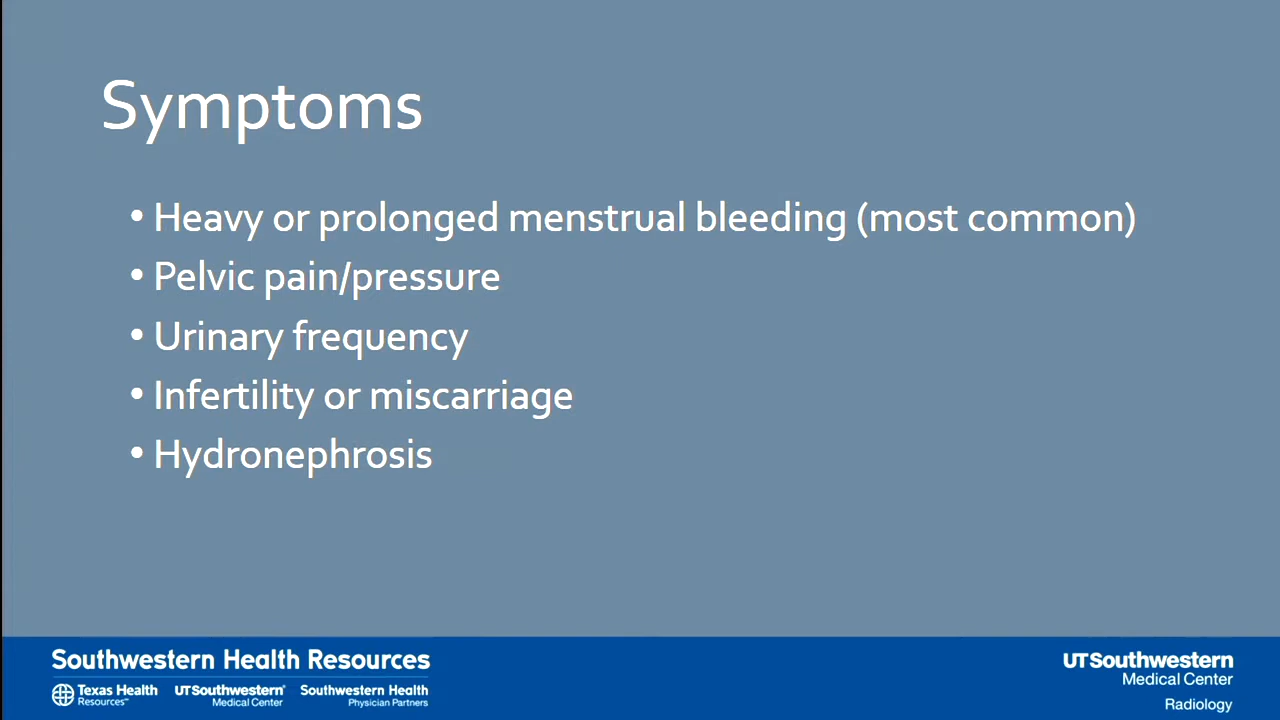 Symptoms
• Heavy or prolonged menstrual bleeding (most common)
• Pelvic pain/pressure
• Urinary frequency
• Infertility or miscarriage
• Hydronephrosis
Southwestern Health Resources
Texas Health
Resources™
UTSouthwestern®
Medical Center
Southwestern Health
Physician Partners
UTSouthwestern
Medical Center
Radiology